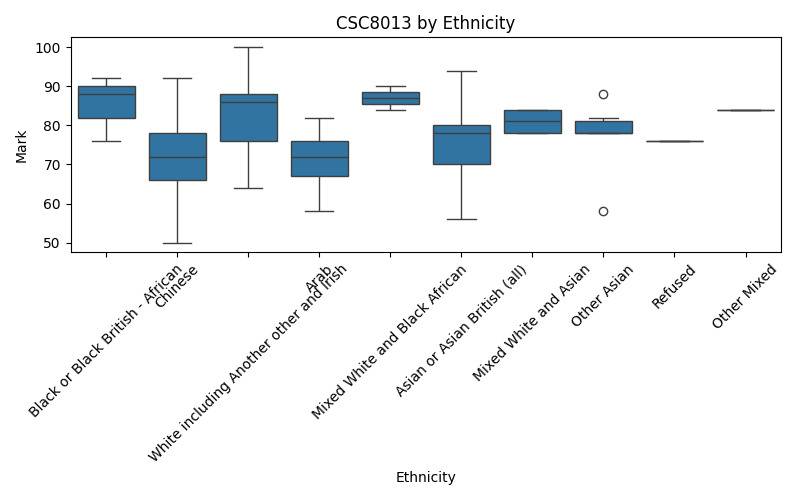 CSC8013 by Ethnicity
100
90
80
70
60
50
Mark
Black or Black British - African
Chinese
White including Another other and Irish
Arab
Mixed White and Black African
Asian or Asian British (all)
Mixed White and Asian
Other Asian
Refused
Other Mixed
Ethnicity